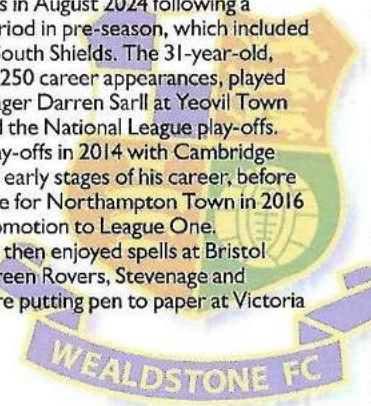 s in August 2024 following a
riod in pre-season, which included
outh Shields. The 31-year-old,
250 career appearances, played
ger Darren Sarll at Yeovil Town
d the National League play-offs.
y-offs in 2014 with Cambridge
early stages of his career, before
e for Northampton Town in 2016
omotion to League One.
then enjoyed spells at Bristol
reen Rovers, Stevenage and
re putting pen to paper at Victoria
WEALDSTONE FC